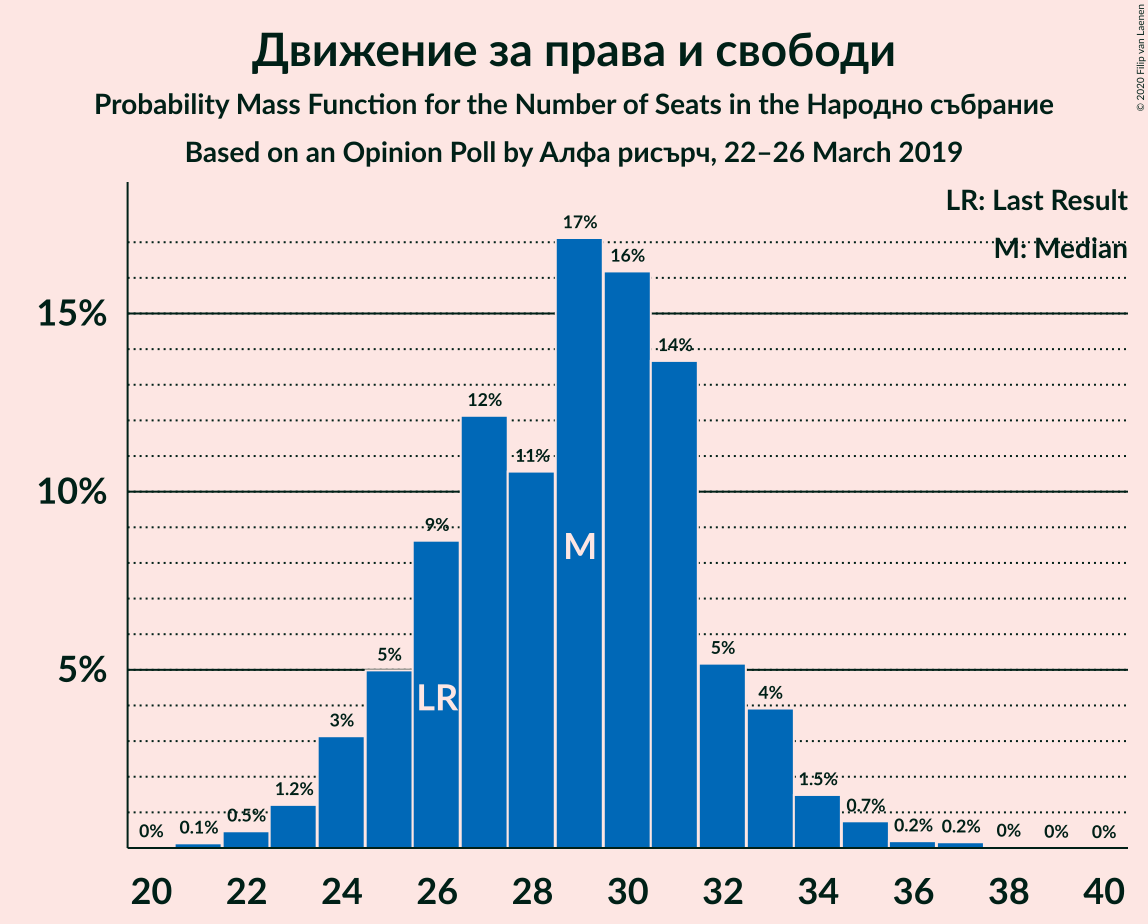 Движение за права и свободи
Probability Mass Function for the Number of Seats in the Народно събрание
Based on an Opinion Poll by Алфа рисърч, 22–26 March 2019
© 2020 Filip van Laenen
LR: Last Result
M: Median
15%
10%
5%
0%
0.1%
0.5%
1.2%
3%
5%
9%
12%
11%
17%
16%
14%
5%
4%
1.5%
0.7%
0.2%
0.2%
0%
0%
0%
LR
M
20 22 24 26 28 30 32 34 36 38 40